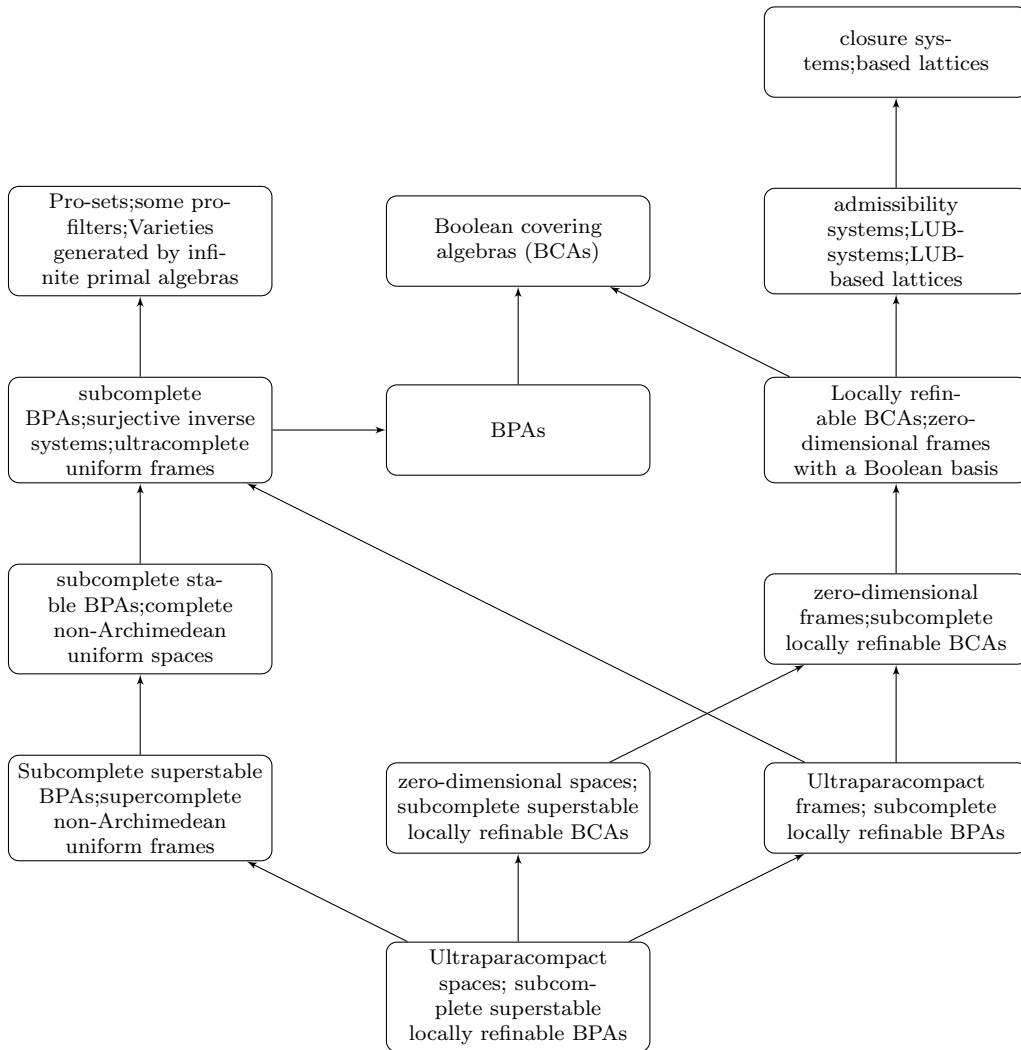 closure sys-
tems;based lattices
Pro-sets;some pro-
filters;Varieties
generated by infi-
nite primal algebras
Boolean covering
algebras (BCAs)
admissibility
systems;LUB-
systems;LUB-
based lattices
subcomplete
BPAs;surjective inverse
systems;ultracomplete
uniform frames
BPAs
Locally refin-
able BCAs;zero-
dimensional frames
with a Boolean basis
subcomplete sta-
ble BPAs;complete
non-Archimedean
uniform spaces
zero-dimensional
frames;subcomplete
locally refinable BCAs
Subcomplete superstable
BPAs;supercomplete
non-Archimedean
uniform frames
zero-dimensional spaces;
subcomplete superstable
locally refinable BCAs
Ultraparacompact
frames; subcomplete
locally refinable BPAs
Ultraparacompact
spaces; subcom-
plete superstable
locally refinable BPAs